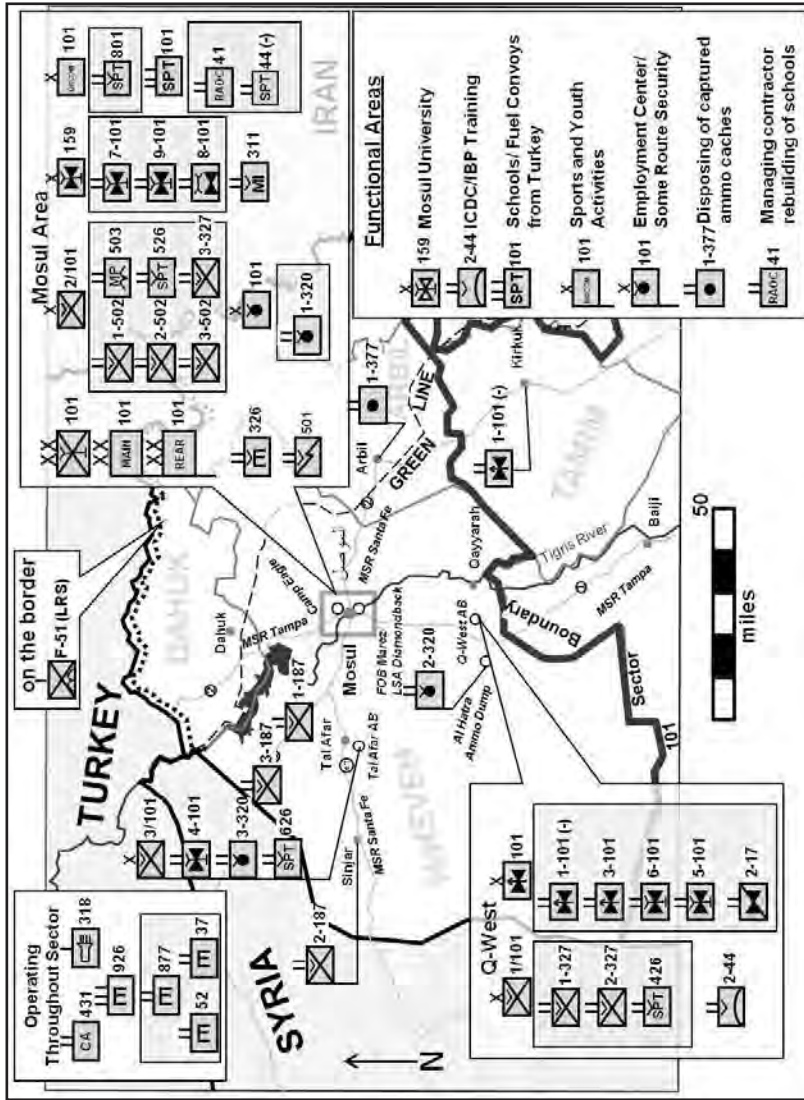 Operating
Throughout Sector
431
CA
318
926
E
877
E
52
E
37
E
TURKEY
on the border
F-51 (LRS)
SYRIA
IRAN
DAHUK
NINEVEH
ARBIL
TAMIM
3/101
4-101
3-320
626
SPT
2-187
3-187
1-187
Sinjar
Tal Afar
Tal Afar AB
MSR Santa Fe
Dahuk
MSR Tampa
Camp Eagle
Mosul
MSR Santa Fe
FOB Marez
LSA Diamondback
2-320
Q-West AB
Al Hatra
Ammo Dump
Qayyarah
Arbil
1-377
GREEN
LINE
Kirkuk
1-101 (-)
Tigris River
Baiji
MSR Tampa
101
Sector
Boundary
N
50
miles
Mosul Area
101
101
MAIN
101
REAR
326
E
501
2/101
1-502
2-502
3-502
503
MP
526
SPT
3-327
101
1-320
159
7-101
9-101
8-101
311
MI
101
801
SPT
101
SPT
41
RAOC
44 (-)
SPT
Q-West
1/101
1-327
2-327
426
SPT
2-44
101
1-101 (-)
3-101
6-101
5-101
2-17
Functional Areas
159 Mosul University
2-44 ICDC/IBP Training
SPT 101 Schools/ Fuel Convoys
from Turkey
101 Sports and Youth
Activities
101 Employment Center/
Some Route Security
1-377 Disposing of captured
ammo caches
RAOC 41 Managing contractor
rebuilding of schools